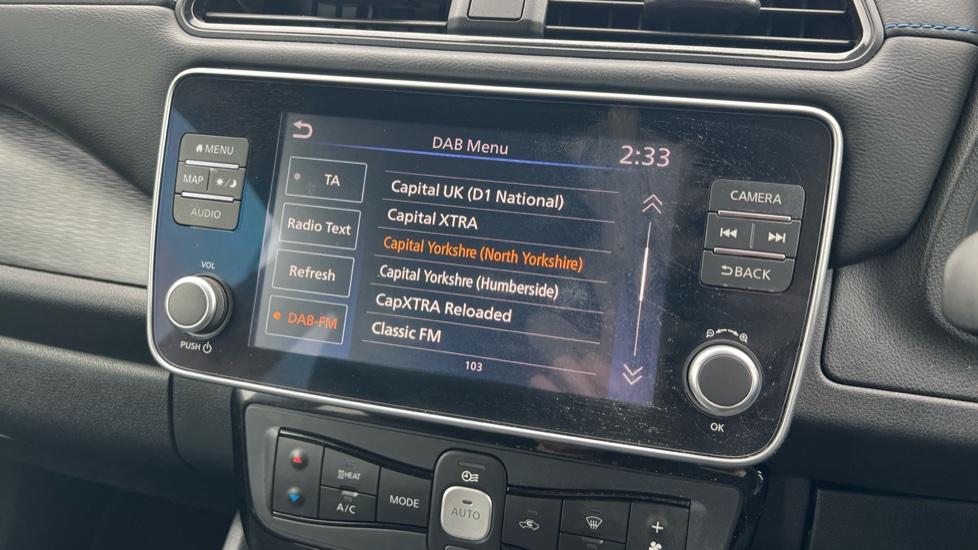 DAB Menu
2:33
TA
Radio Text
Refresh
DAB-FM
Capital UK (D1 National)
Capital XTRA
Capital Yorkshre (North Yorkshire)
Capital Yorkshre (Humberside)
CapXTRA Reloaded
Classic FM
103
MENU
MAP
AUDIO
VOL
PUSH
CAMERA
BACK
OK
HEAT
A/C
MODE
AUTO